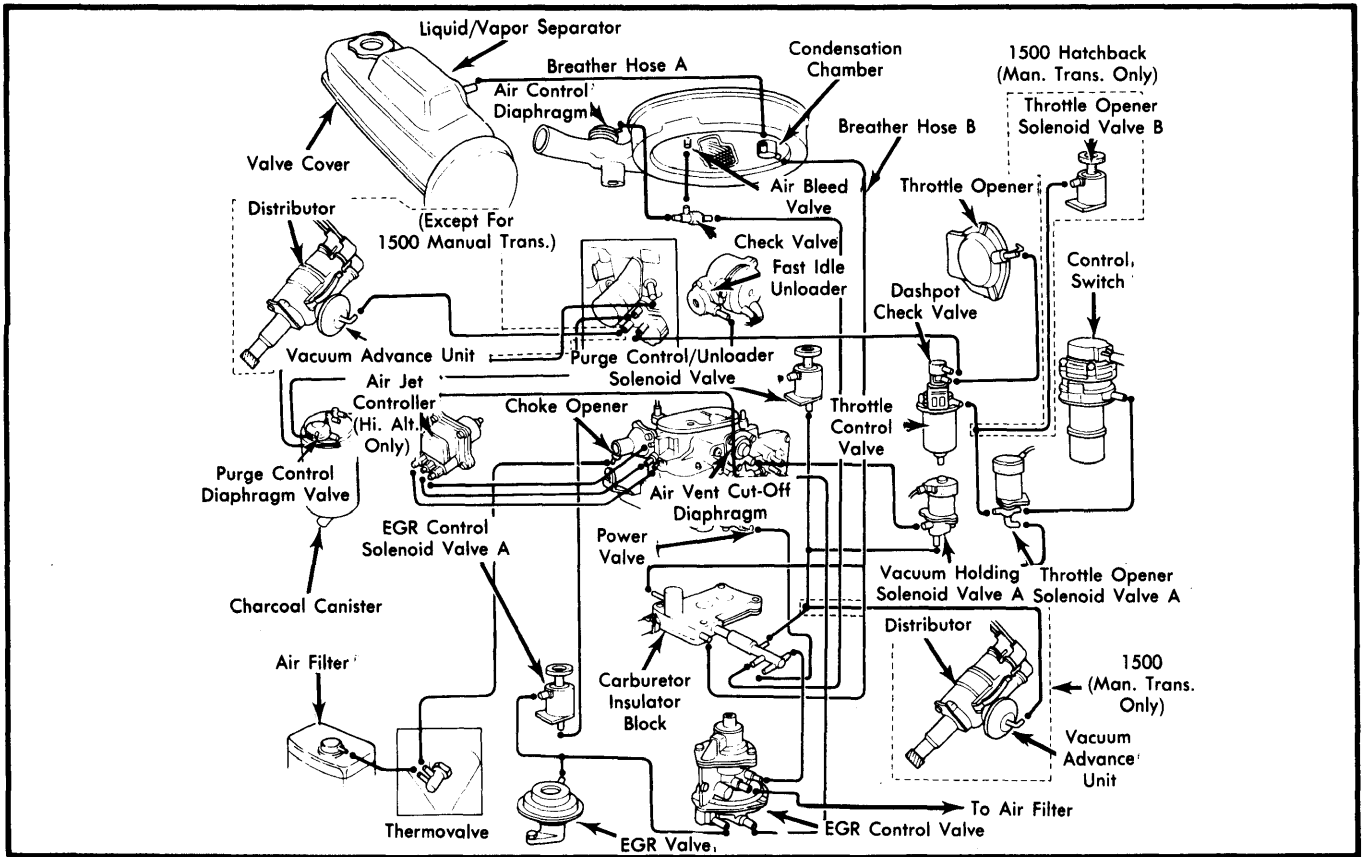 Liquid/Vapor Separator
Condensation
Chamber
1500 Hatchback
(Man. Trans. Only)
Breather Hose A
Air Control
Diaphragm
Throttle Opener
Solenoid Valve B
Breather Hose B
Valve Cover
Air Bleed
Valve
Throttle Opener
Distributor
(Except For
1500 Manual Trans.)
Check Valve
Fast Idle
Unloader
Control
Switch
Dashpot
Check Valve
Vacuum Advance Unit
Purge Control/Unloader
Solenoid Valve
Air Jet
Controller
(Hi. Alt.
Only)
Choke Opener
Throttle
Control
Valve
Purge Control
Diaphragm Valve
Air Vent Cut-Off
Diaphragm
EGR Control
Solenoid Valve A
Power
Valve
Vacuum Holding
Solenoid Valve A
Throttle Opener
Solenoid Valve A
Charcoal Canister
Distributor
Air Filter
Carburetor
Insulator
Block
1500
(Man. Trans.
Only)
Vacuum
Advance
Unit
Thermovalve
EGR Valve
EGR Control Valve
To Air Filter